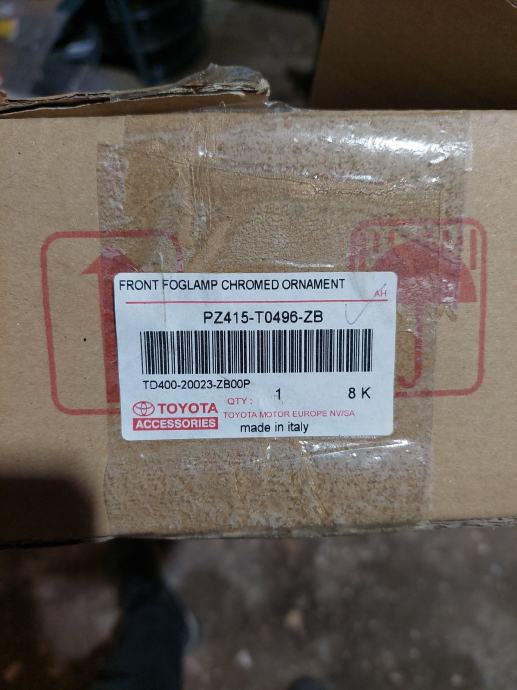 FRONT FOGLAMP CHROMED ORNAMENT
AH
PZ415-T0496-ZB
TD400-20023-ZB00P
QTY: 1 8 K
TOYOTA
ACCESSORIES
TOYOTA MOTOR EUROPE NV/SA
made in italy